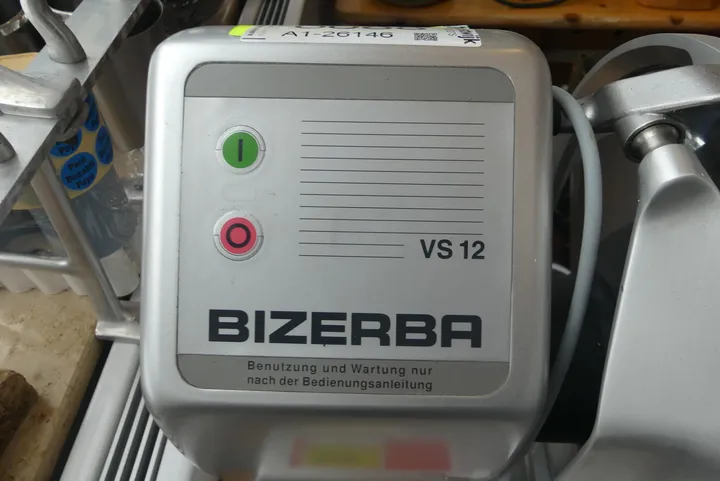 A1-26146
I
O
VS 12
BIZERBA
Benutzung und Wartung nur
nach der Bedienungsanleitung